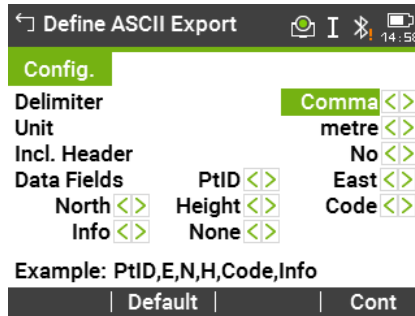 Define ASCII Export
14:58
Config.
Delimiter Comma
Unit metre
Incl. Header No
Data Fields PtID East
North Height Code
Info None
Example: PtID,E,N,H,Code,Info
Default Cont